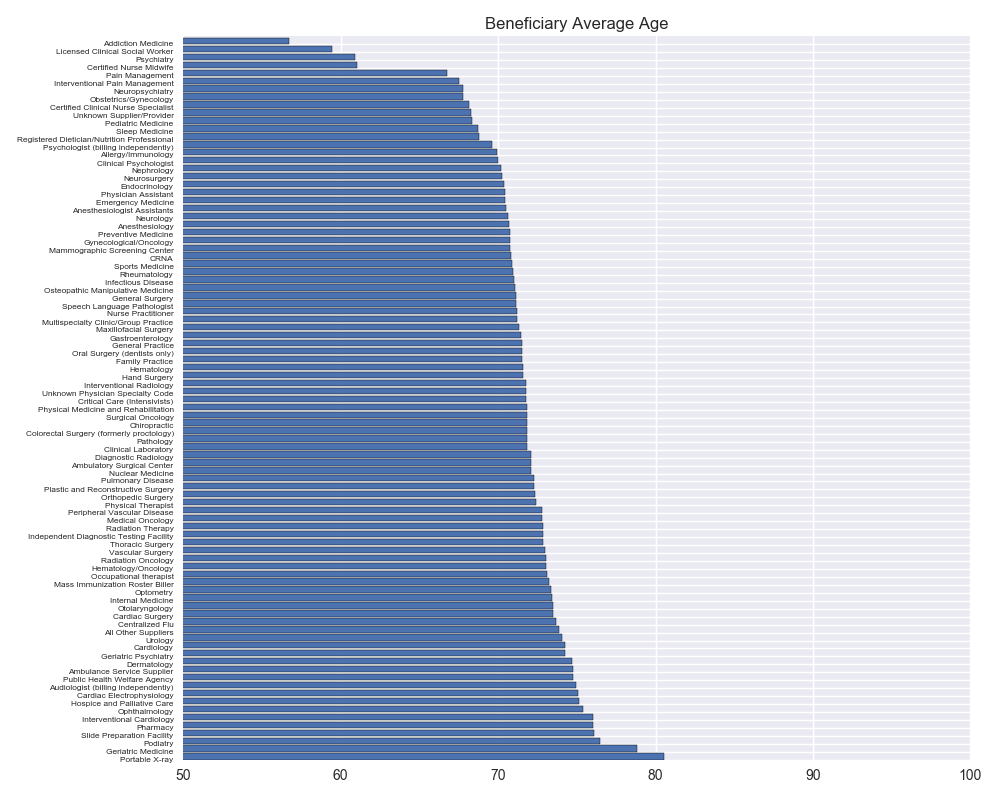 Beneficiary Average Age
Addiction Medicine
Licensed Clinical Social Worker
Psychiatry
Certified Nurse Midwife
Pain Management
Interventional Pain Management
Neuropsychiatry
Obstetrics/Gynecology
Certified Clinical Nurse Specialist
Unknown Supplier/Provider
Pediatric Medicine
Sleep Medicine
Registered Dietician/Nutrition Professional
Psychologist (billing independently)
Allergy/Immunology
Clinical Psychologist
Nephrology
Neurosurgery
Endocrinology
Physician Assistant
Emergency Medicine
Anesthesiologist Assistants
Neurology
Anesthesiology
Preventive Medicine
Gynecological/Oncology
Mammographic Screening Center
CRNA
Sports Medicine
Rheumatology
Infectious Disease
Osteopathic Manipulative Medicine
General Surgery
Speech Language Pathologist
Nurse Practitioner
Multispecialty Clinic/Group Practice
Maxillofacial Surgery
Gastroenterology
General Practice
Oral Surgery (dentists only)
Family Practice
Hematology
Hand Surgery
Interventional Radiology
Unknown Physician Specialty Code
Critical Care (Intensivists)
Physical Medicine and Rehabilitation
Surgical Oncology
Chiropractic
Colorectal Surgery (formerly proctology)
Pathology
Clinical Laboratory
Diagnostic Radiology
Ambulatory Surgical Center
Nuclear Medicine
Pulmonary Disease
Plastic and Reconstructive Surgery
Orthopedic Surgery
Physical Therapist
Peripheral Vascular Disease
Medical Oncology
Radiation Therapy
Independent Diagnostic Testing Facility
Thoracic Surgery
Vascular Surgery
Radiation Oncology
Hematology/Oncology
Occupational therapist
Mass Immunization Roster Biller
Optometry
Internal Medicine
Otolaryngology
Cardiac Surgery
Centralized Flu
All Other Suppliers
Urology
Cardiology
Geriatric Psychiatry
Dermatology
Ambulance Service Supplier
Public Health Welfare Agency
Audiologist (billing independently)
Cardiac Electrophysiology
Hospice and Palliative Care
Ophthalmology
Interventional Cardiology
Pharmacy
Slide Preparation Facility
Podiatry
Geriatric Medicine
Portable X-ray
50 60 70 80 90 100